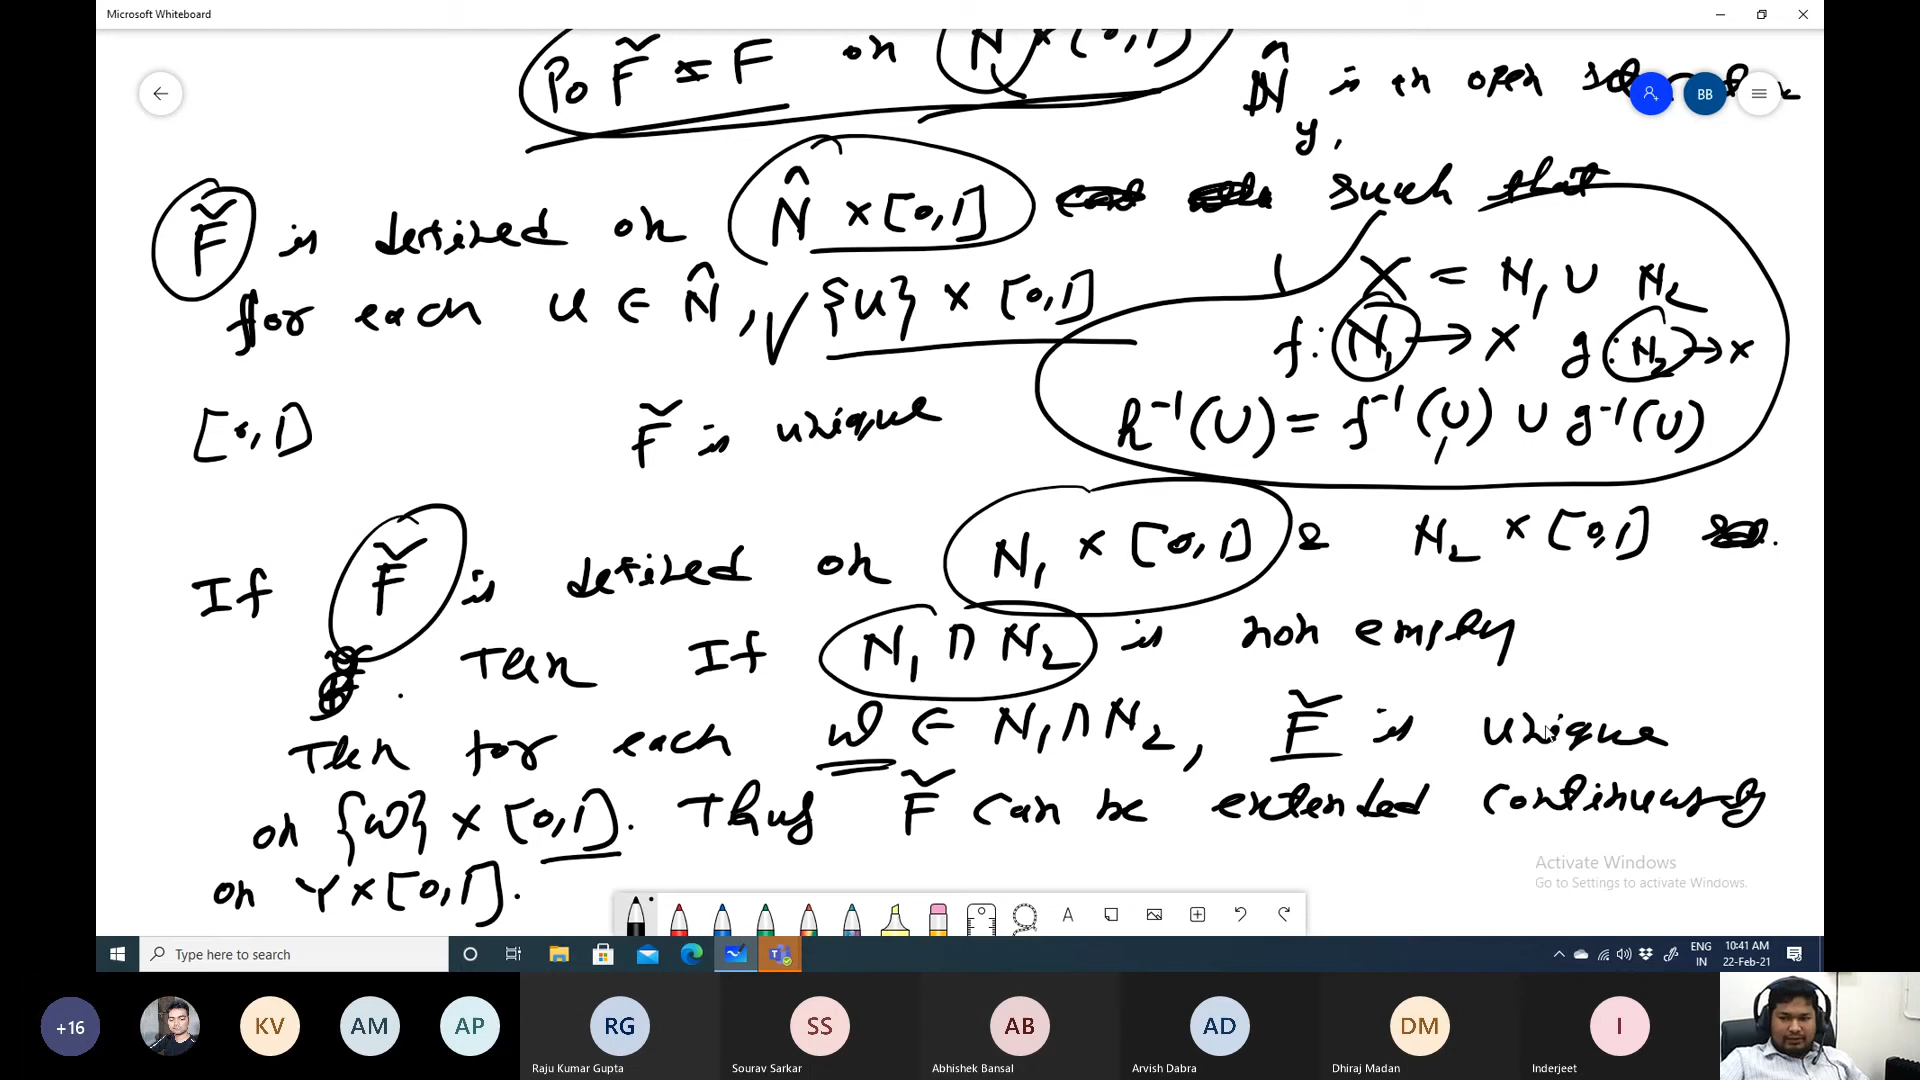 Microsoft Whiteboard
Po F̃ = F on N × [0,1]
N̂ is an open
y,
BB
F̃ is defined on N̂ × [0,1] such that
for each u ∈ N̂, {u} × [0,1]
X = N₁ ∪ N₂
f: N₁ → X g: N₂ → X
[0,1] F̃ is unique
h⁻¹(U) = f⁻¹(U) ∪ g⁻¹(U)
If F̃ is defined on N₁ × [0,1] & N₂ × [0,1]
Then If N₁ ∩ N₂ is non empty
Then for each w ∈ N₁ ∩ N₂, F̃ is unique
on {w} × [0,1]. Thus F̃ can be extended continuously
on Y × [0,1].
Activate Windows
Go to Settings to activate Windows.
Type here to search
ENG
IN
10:41 AM
22-Feb-21
+16 KV AM AP RG SS AB AD DM I
Raju Kumar Gupta Sourav Sarkar Abhishek Bansal Arvish Dabra Dhiraj Madan Inderjeet